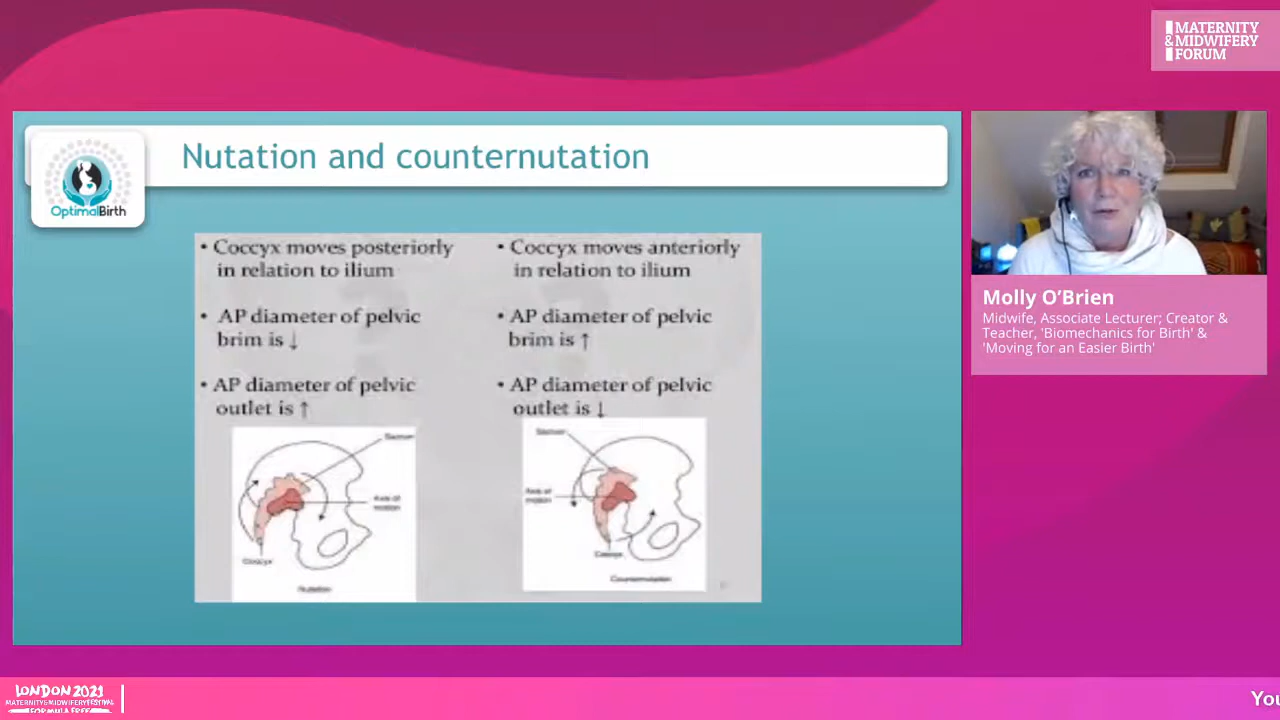 MATERNITY
&MIDWIFERY
FORUM
Nutation and counternutation
OptimalBirth
• Coccyx moves posteriorly
in relation to ilium
• AP diameter of pelvic
brim is ↓
• AP diameter of pelvic
outlet is ↑
Sacrum
Axis of
motion
Coccyx
Nutation
• Coccyx moves anteriorly
in relation to ilium
• AP diameter of pelvic
brim is ↑
• AP diameter of pelvic
outlet is ↓
Sacrum
Axis of
motion
Coccyx
Counternutation
Molly O'Brien
Midwife, Associate Lecturer; Creator &
Teacher, 'Biomechanics for Birth' &
'Moving for an Easier Birth'
LONDON 2021
MATERNITY&MIDWIFERY FESTIVAL
FORMULA FREE
You